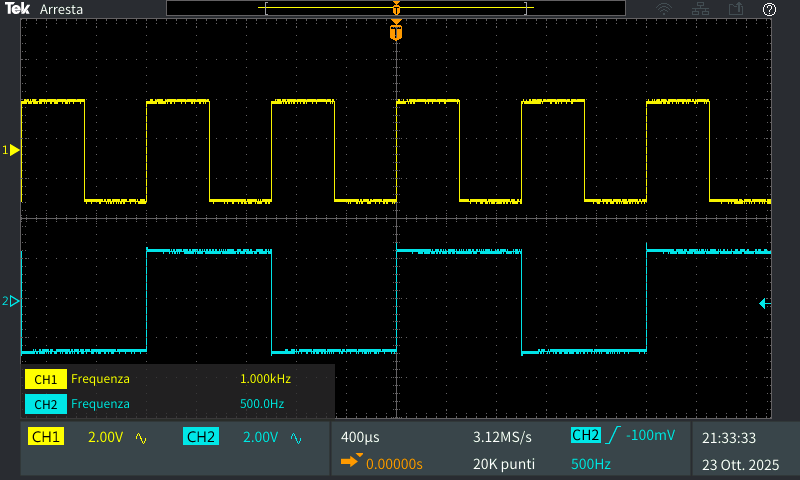 Tek Arresta
T
T
?
1
2
CH1 Frequenza 1.000kHz
CH2 Frequenza 500.0Hz
CH1 2.00V CH2 2.00V
400µs 3.12MS/s CH2 -100mV 21:33:33
0.00000s 20K punti 500Hz 23 Ott. 2025